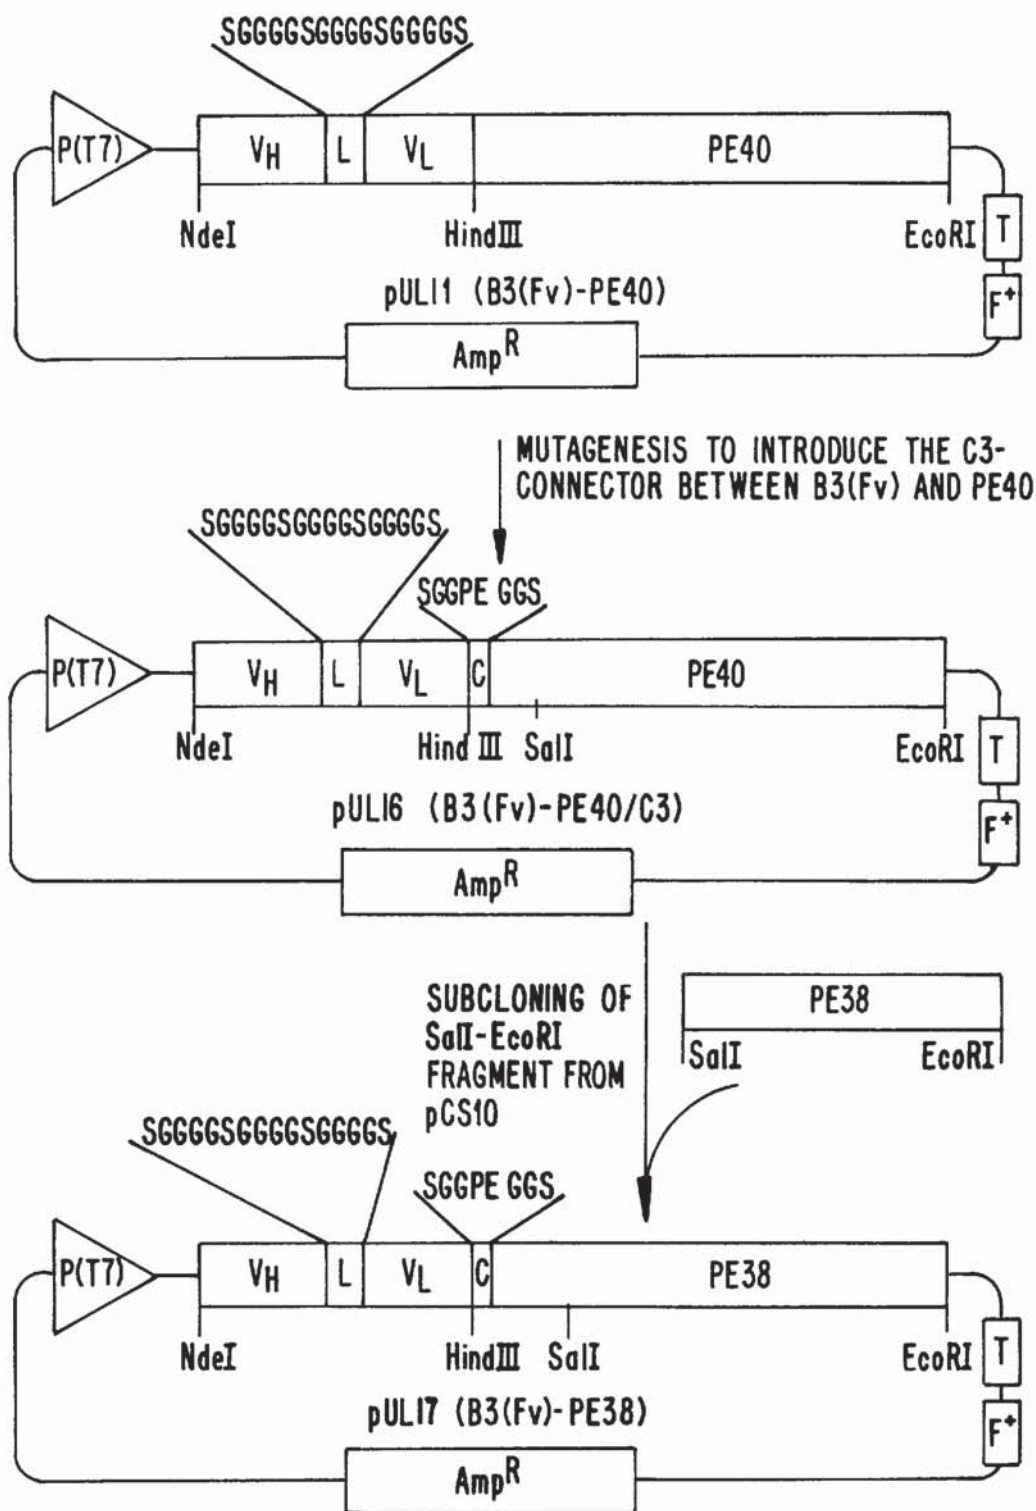 SGGGGSGGGGSGGGGS
P(T7) VH L VL PE40
NdeI HindIII EcoRI T
F+
pULI1 (B3(Fv)-PE40)
AmpR
MUTAGENESIS TO INTRODUCE THE C3-
CONNECTOR BETWEEN B3(Fv) AND PE40
SGGGGSGGGGSGGGGS
SGGPE GGS
P(T7) VH L VL C PE40
NdeI Hind III SalI EcoRI T
pULI6 (B3(Fv)-PE40/C3)
F+
AmpR
SUBCLONING OF
SalI-EcoRI
FRAGMENT FROM
pCS10
PE38
SalI EcoRI
SGGGGSGGGGSGGGGS
SGGPE GGS
P(T7) VH L VL C PE38
NdeI HindIII SalI EcoRI T
pULI7 (B3(Fv)-PE38)
F+
AmpR